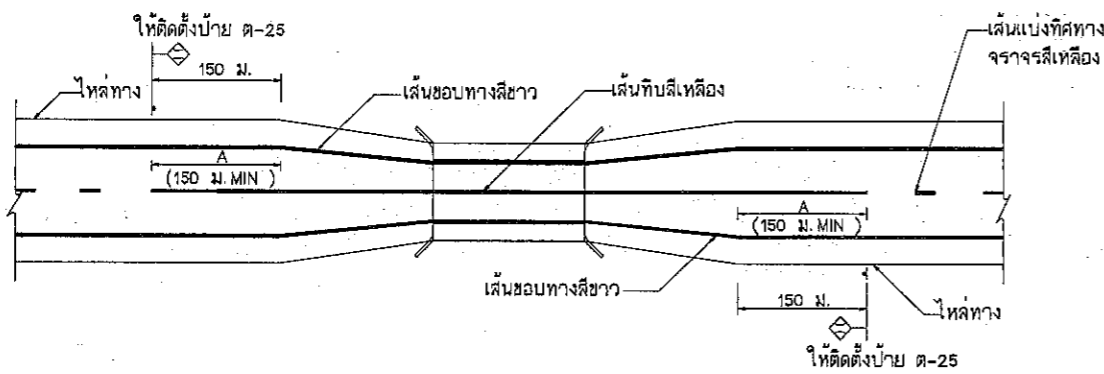 ให้ติดตั้งป้าย ต-25
150 ม.
ไหล่ทาง
เส้นขอบทางสีขาว
เส้นทึบสีเหลือง
เส้นแบ่งทิศทาง
จราจรสีเหลือง
A
(150 ม. MIN )
A
(150 ม. MIN )
เส้นขอบทางสีขาว
150 ม.
ไหล่ทาง
ให้ติดตั้งป้าย ต-25